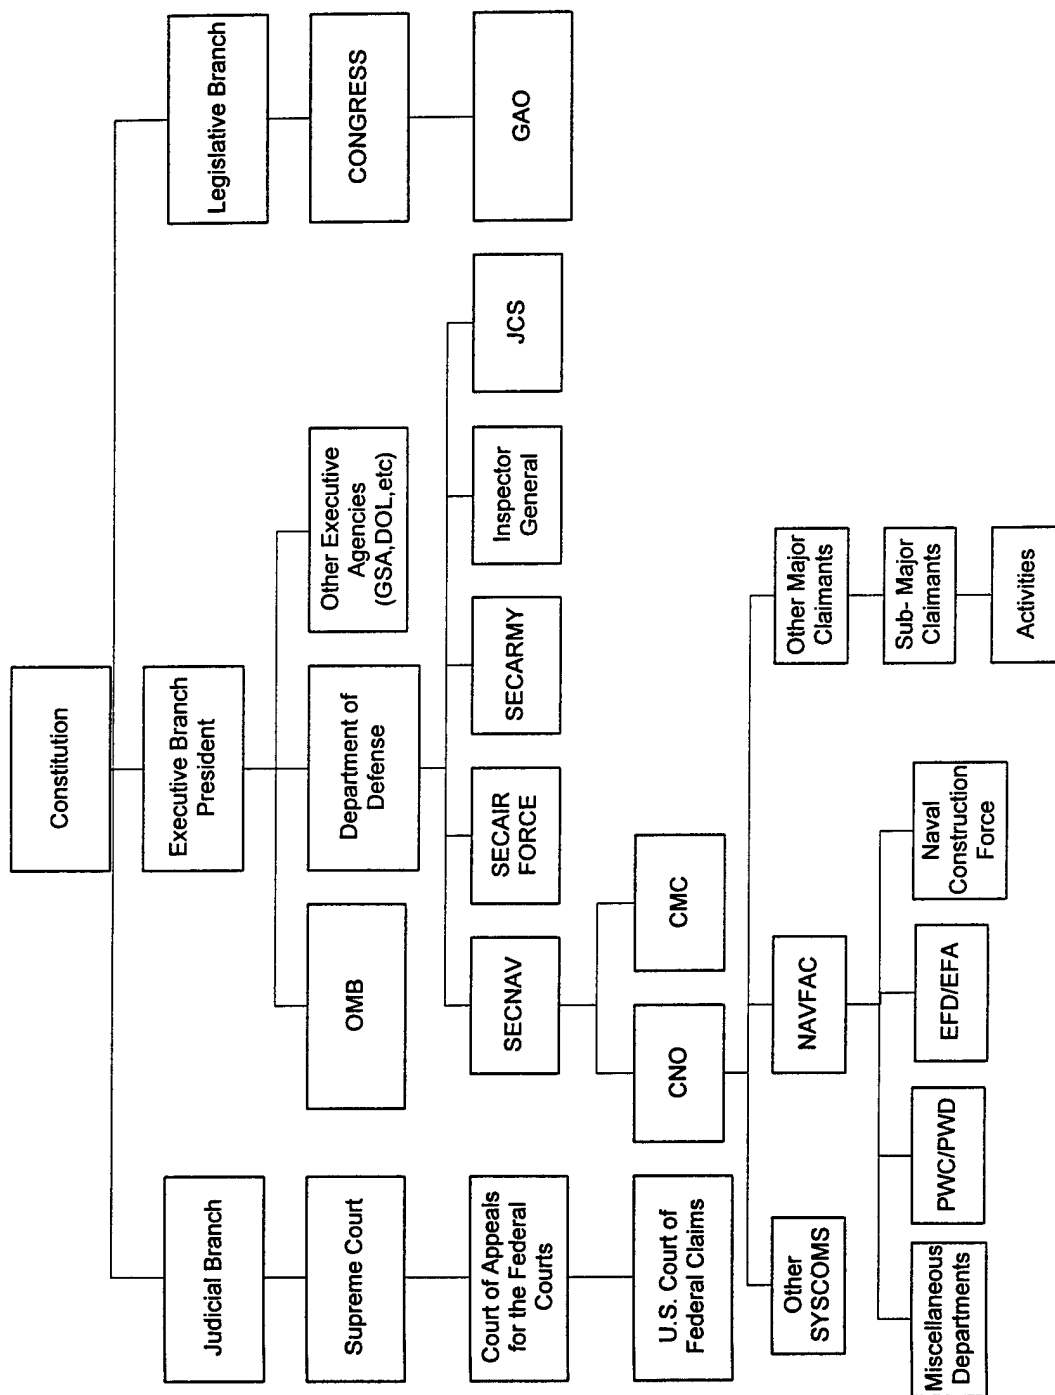 Constitution
Judicial Branch
Executive Branch
President
Legislative Branch
Supreme Court
OMB
Department of
Defense
Other Executive
Agencies
(GSA,DOL,etc)
CONGRESS
Court of Appeals
for the Federal
Courts
SECNAV
SECAIR
FORCE
SECARMY
Inspector
General
JCS
GAO
U.S. Court of
Federal Claims
CNO
CMC
Other
SYSCOMS
NAVFAC
Other Major
Claimants
Miscellaneous
Departments
PWC/PWD
EFD/EFA
Naval
Construction
Force
Sub- Major
Claimants
Activities